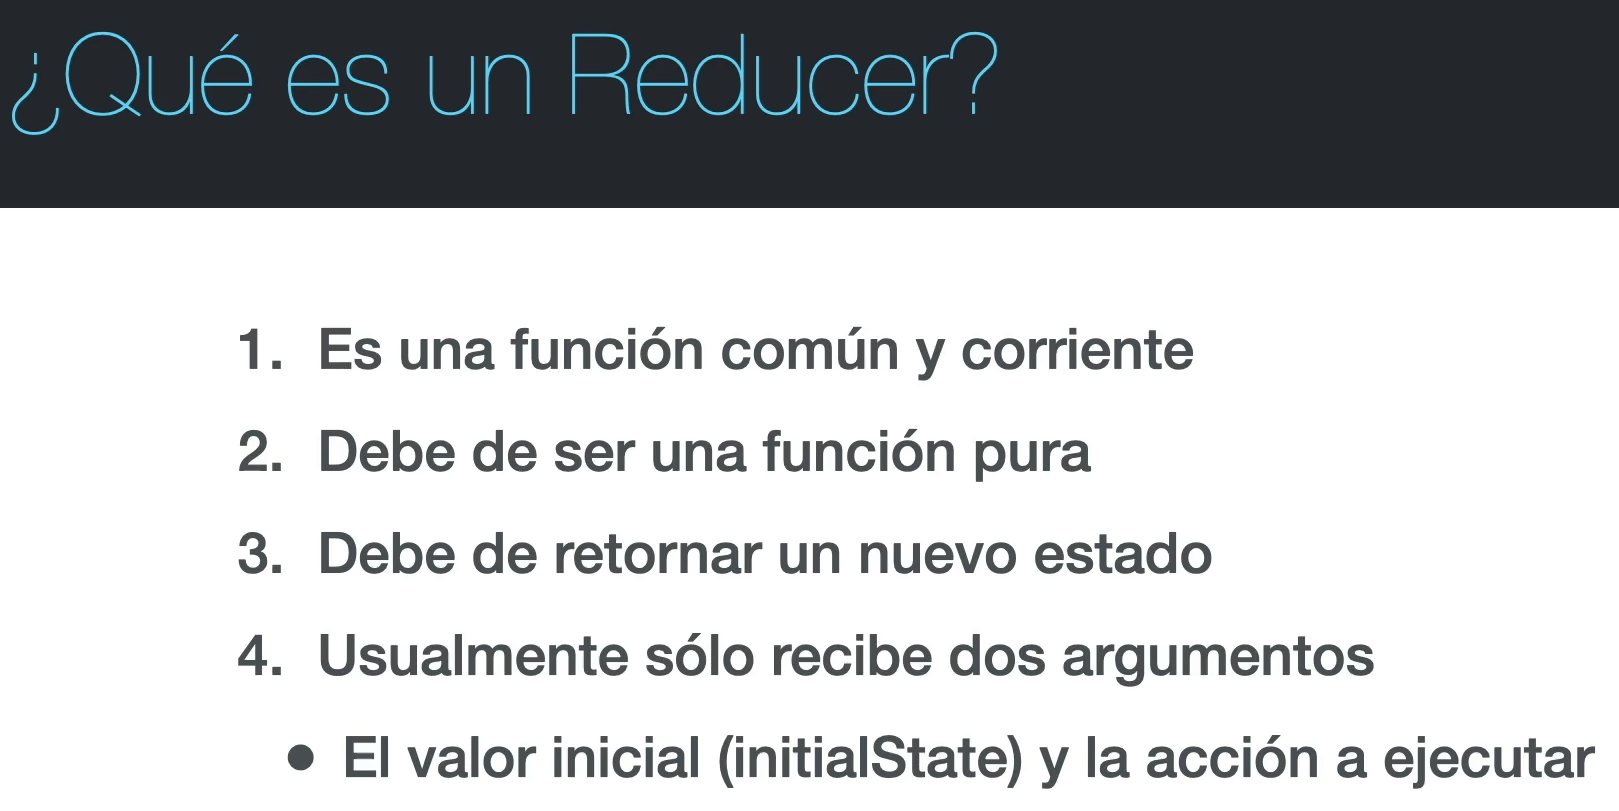 ¿Qué es un Reducer?
1. Es una función común y corriente
2. Debe de ser una función pura
3. Debe de retornar un nuevo estado
4. Usualmente sólo recibe dos argumentos
● El valor inicial (initialState) y la acción a ejecutar